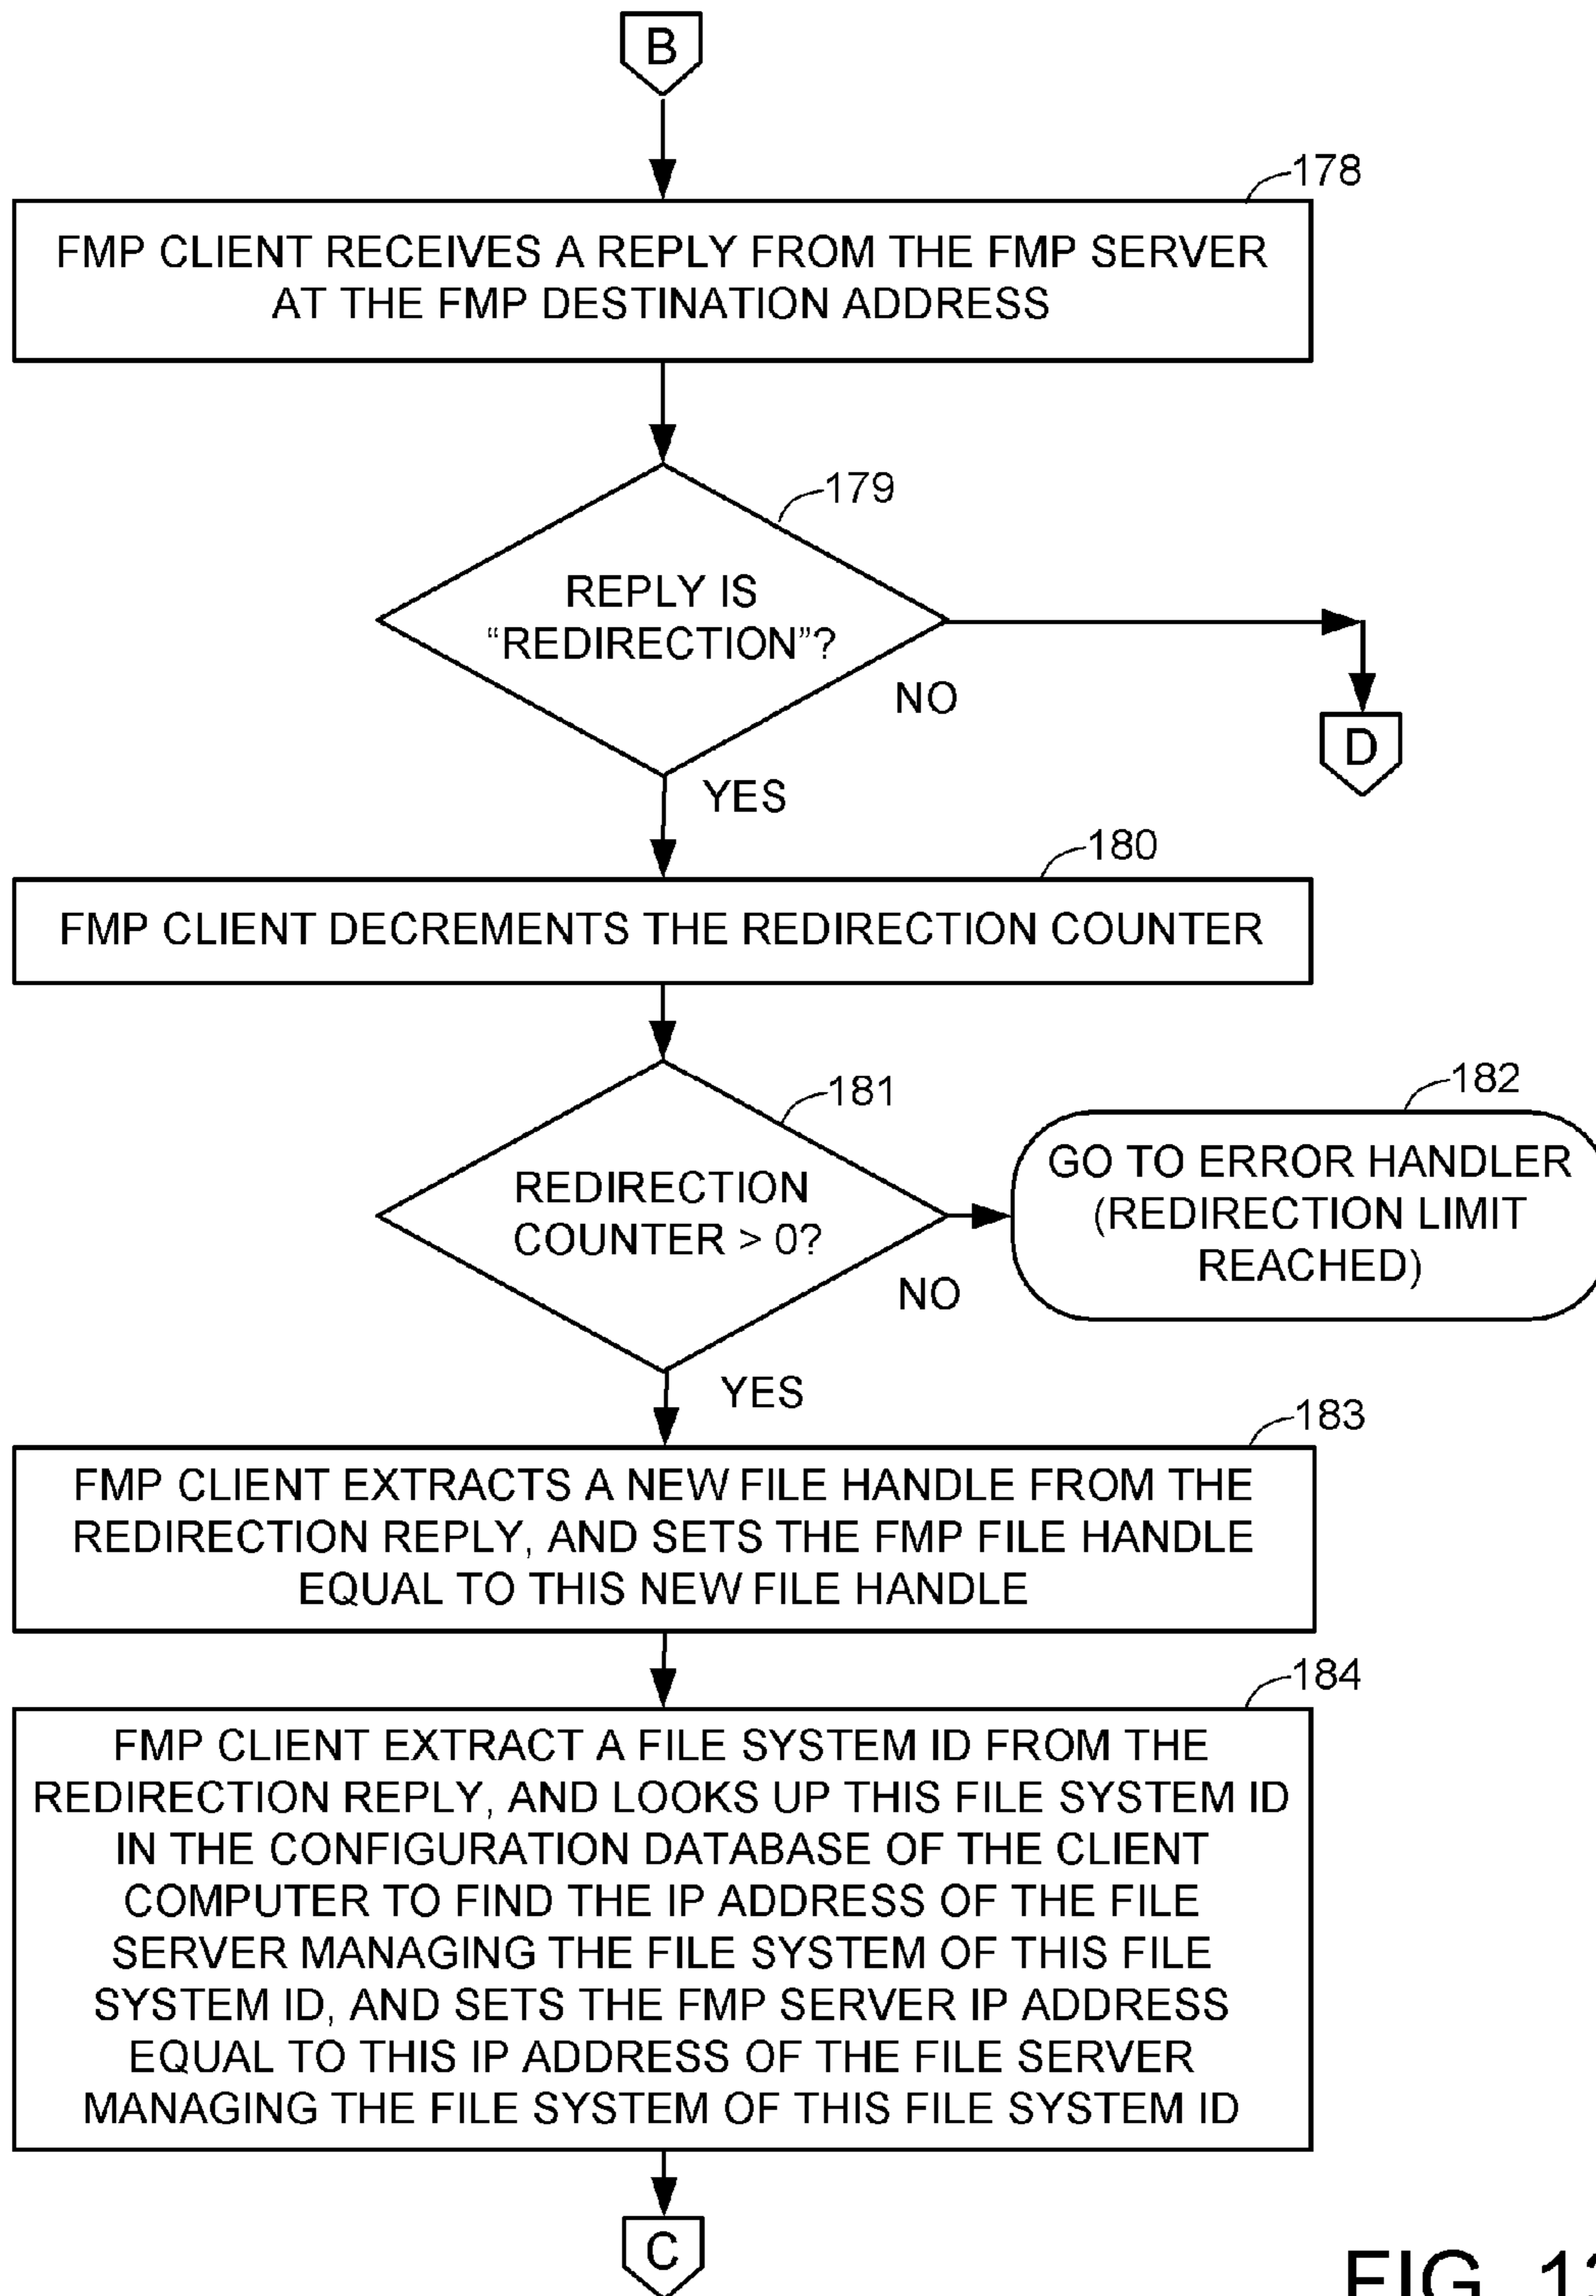 B
178
FMP CLIENT RECEIVES A REPLY FROM THE FMP SERVER
AT THE FMP DESTINATION ADDRESS
179
REPLY IS
“REDIRECTION”?
NO
D
YES
180
FMP CLIENT DECREMENTS THE REDIRECTION COUNTER
181
182
REDIRECTION
COUNTER > 0?
GO TO ERROR HANDLER
(REDIRECTION LIMIT
REACHED)
NO
YES
183
FMP CLIENT EXTRACTS A NEW FILE HANDLE FROM THE
REDIRECTION REPLY, AND SETS THE FMP FILE HANDLE
EQUAL TO THIS NEW FILE HANDLE
184
FMP CLIENT EXTRACT A FILE SYSTEM ID FROM THE
REDIRECTION REPLY, AND LOOKS UP THIS FILE SYSTEM ID
IN THE CONFIGURATION DATABASE OF THE CLIENT
COMPUTER TO FIND THE IP ADDRESS OF THE FILE
SERVER MANAGING THE FILE SYSTEM OF THIS FILE
SYSTEM ID, AND SETS THE FMP SERVER IP ADDRESS
EQUAL TO THIS IP ADDRESS OF THE FILE SERVER
MANAGING THE FILE SYSTEM OF THIS FILE SYSTEM ID
C
FIG.